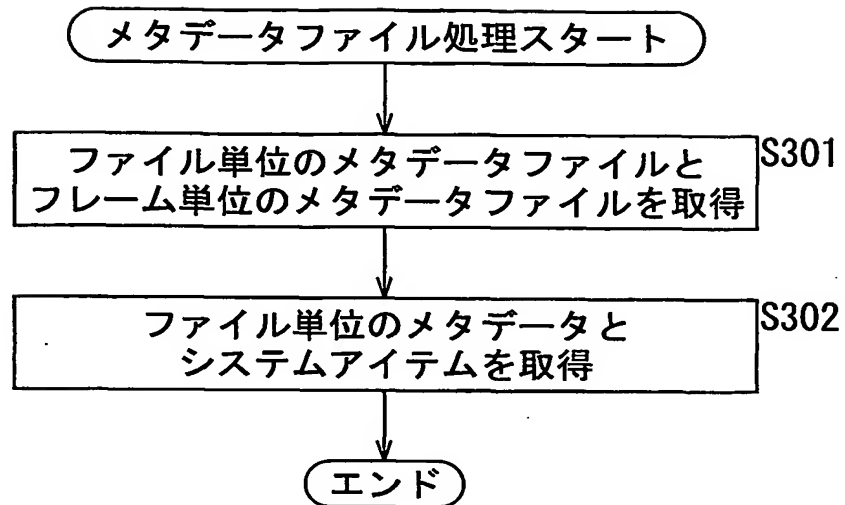 メタデータファイル処理スタート
ファイル単位のメタデータファイルと
フレーム単位のメタデータファイルを取得
S301
ファイル単位のメタデータと
システムアイテムを取得
S302
エンド